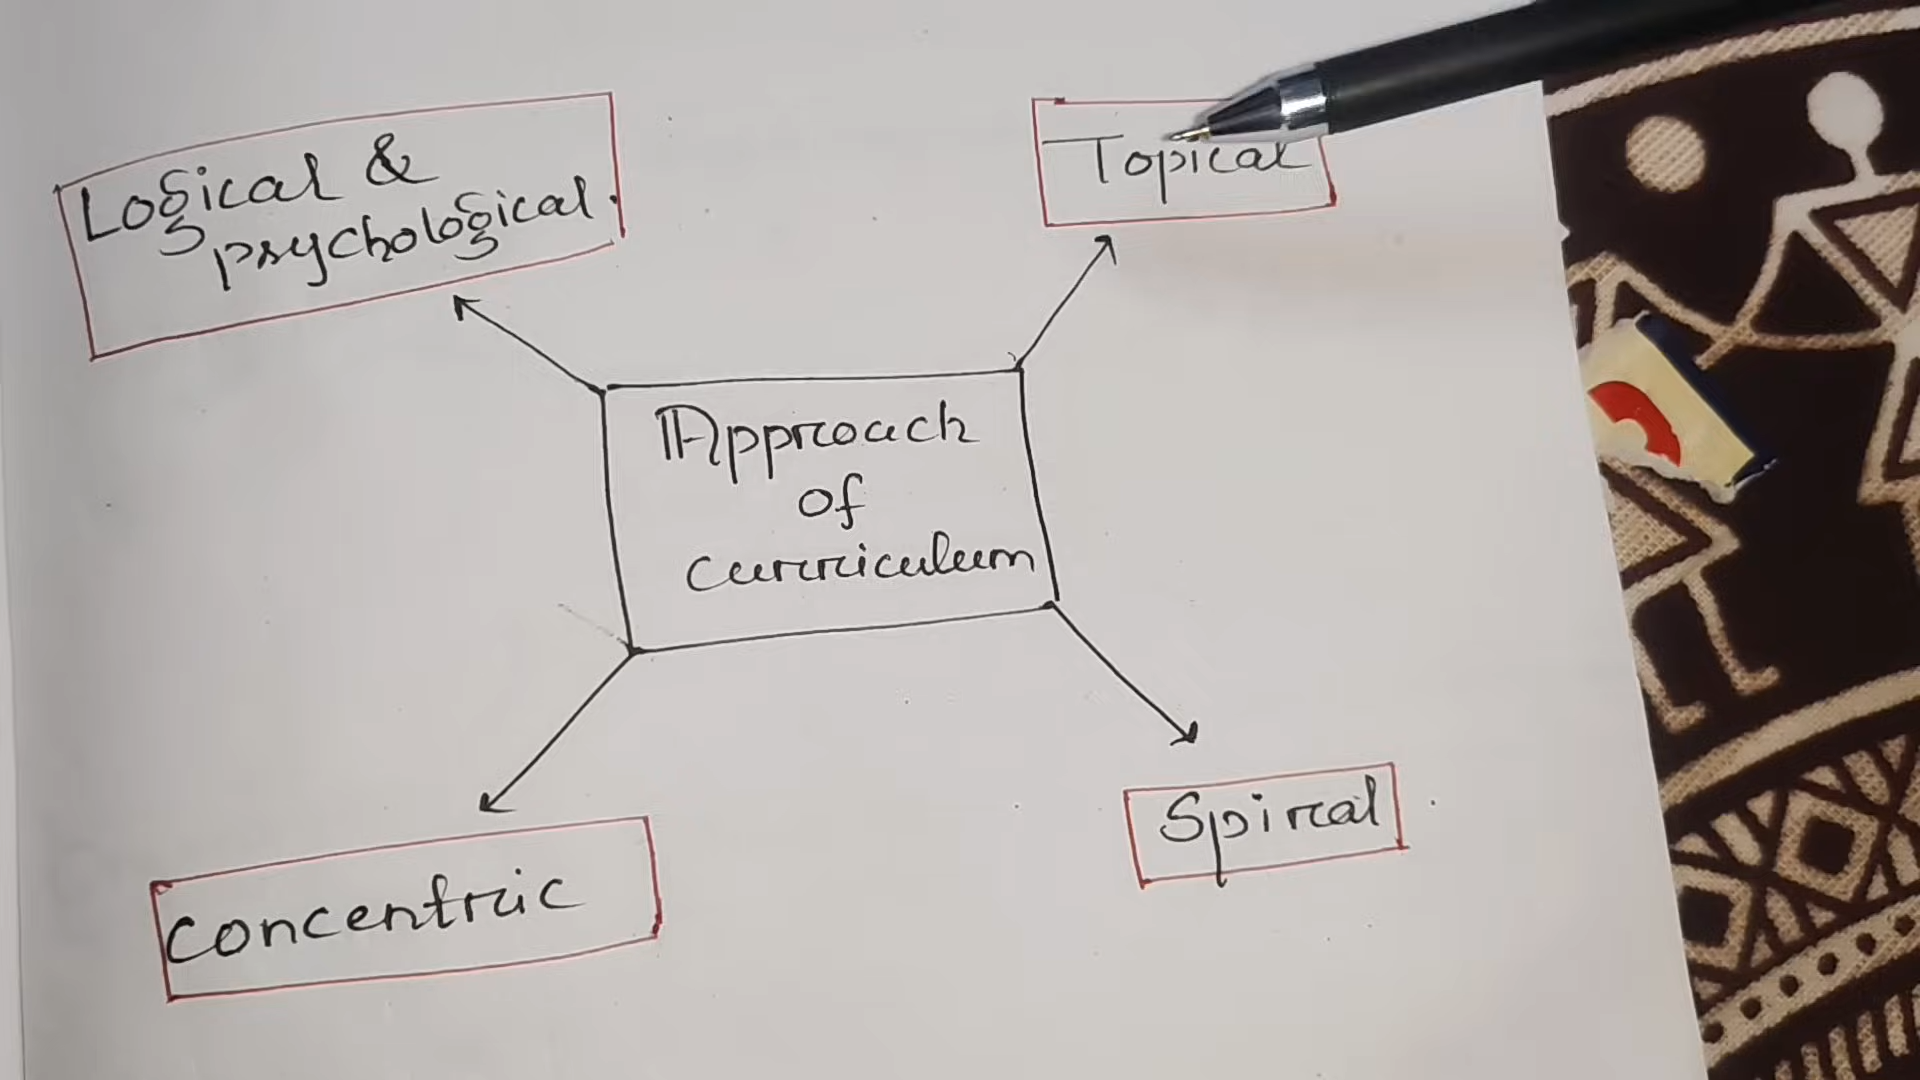 Logical &
psychological.
Topical
Approach
of
curriculum
Concentric
Spiral